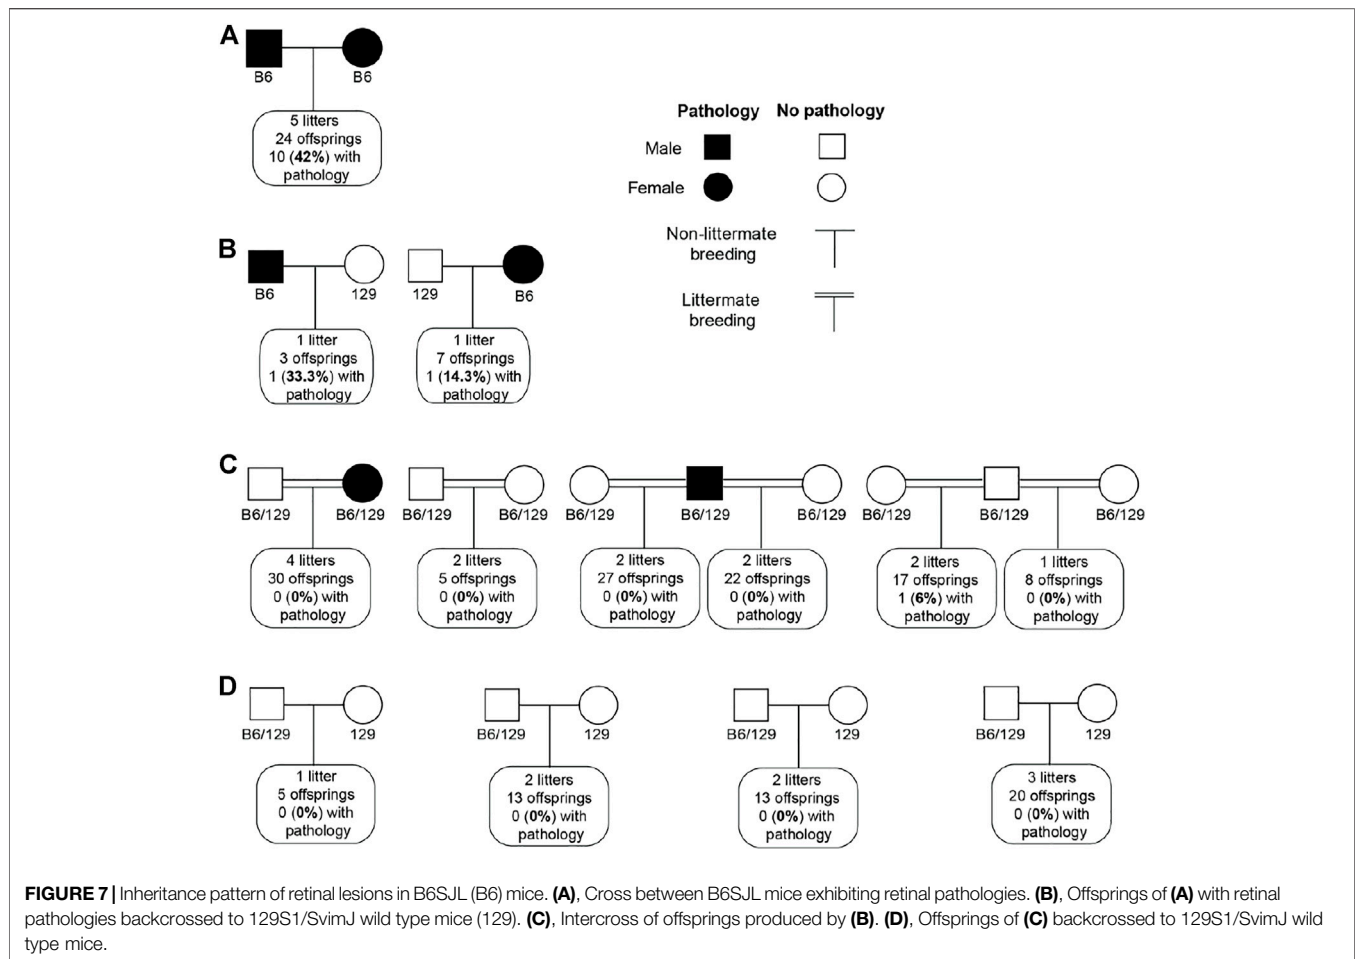 A
B6
B6
5 litters
24 offsprings
10 (42%) with
pathology
Pathology
No pathology
Male
Female
Non-littermate
breeding
Littermate
breeding
B
B6
129
129
B6
1 litter
3 offsprings
1 (33.3%) with
pathology
1 litter
7 offsprings
1 (14.3%) with
pathology
C
B6/129
B6/129
B6/129
B6/129
B6/129
B6/129
B6/129
B6/129
B6/129
B6/129
4 litters
30 offsprings
0 (0%) with
pathology
2 litters
5 offsprings
0 (0%) with
pathology
2 litters
27 offsprings
0 (0%) with
pathology
2 litters
22 offsprings
0 (0%) with
pathology
2 litters
17 offsprings
1 (6%) with
pathology
1 litters
8 offsprings
0 (0%) with
pathology
D
B6/129
129
B6/129
129
B6/129
129
B6/129
129
1 litter
5 offsprings
0 (0%) with
pathology
2 litters
13 offsprings
0 (0%) with
pathology
2 litters
13 offsprings
0 (0%) with
pathology
3 litters
20 offsprings
0 (0%) with
pathology
FIGURE 7 | Inheritance pattern of retinal lesions in B6SJL (B6) mice. (A), Cross between B6SJL mice exhibiting retinal pathologies. (B), Offsprings of (A) with retinal
pathologies backcrossed to 129S1/SvimJ wild type mice (129). (C), Intercross of offsprings produced by (B). (D), Offsprings of (C) backcrossed to 129S1/SvimJ wild
type mice.